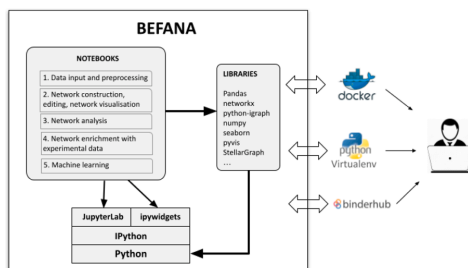 BEFANA
NOTEBOOKS
1. Data input and preprocessing
2. Network construction,
editing, network visualisation
3. Network analysis
4. Network enrichment with
experimental data
5. Machine learning
LIBRARIES
Pandas
networkx
python-igraph
numpy
seaborn
pyvis
StellarGraph
...
JupyterLab
ipywidgets
IPython
Python
docker
python
Virtualenv
binderhub